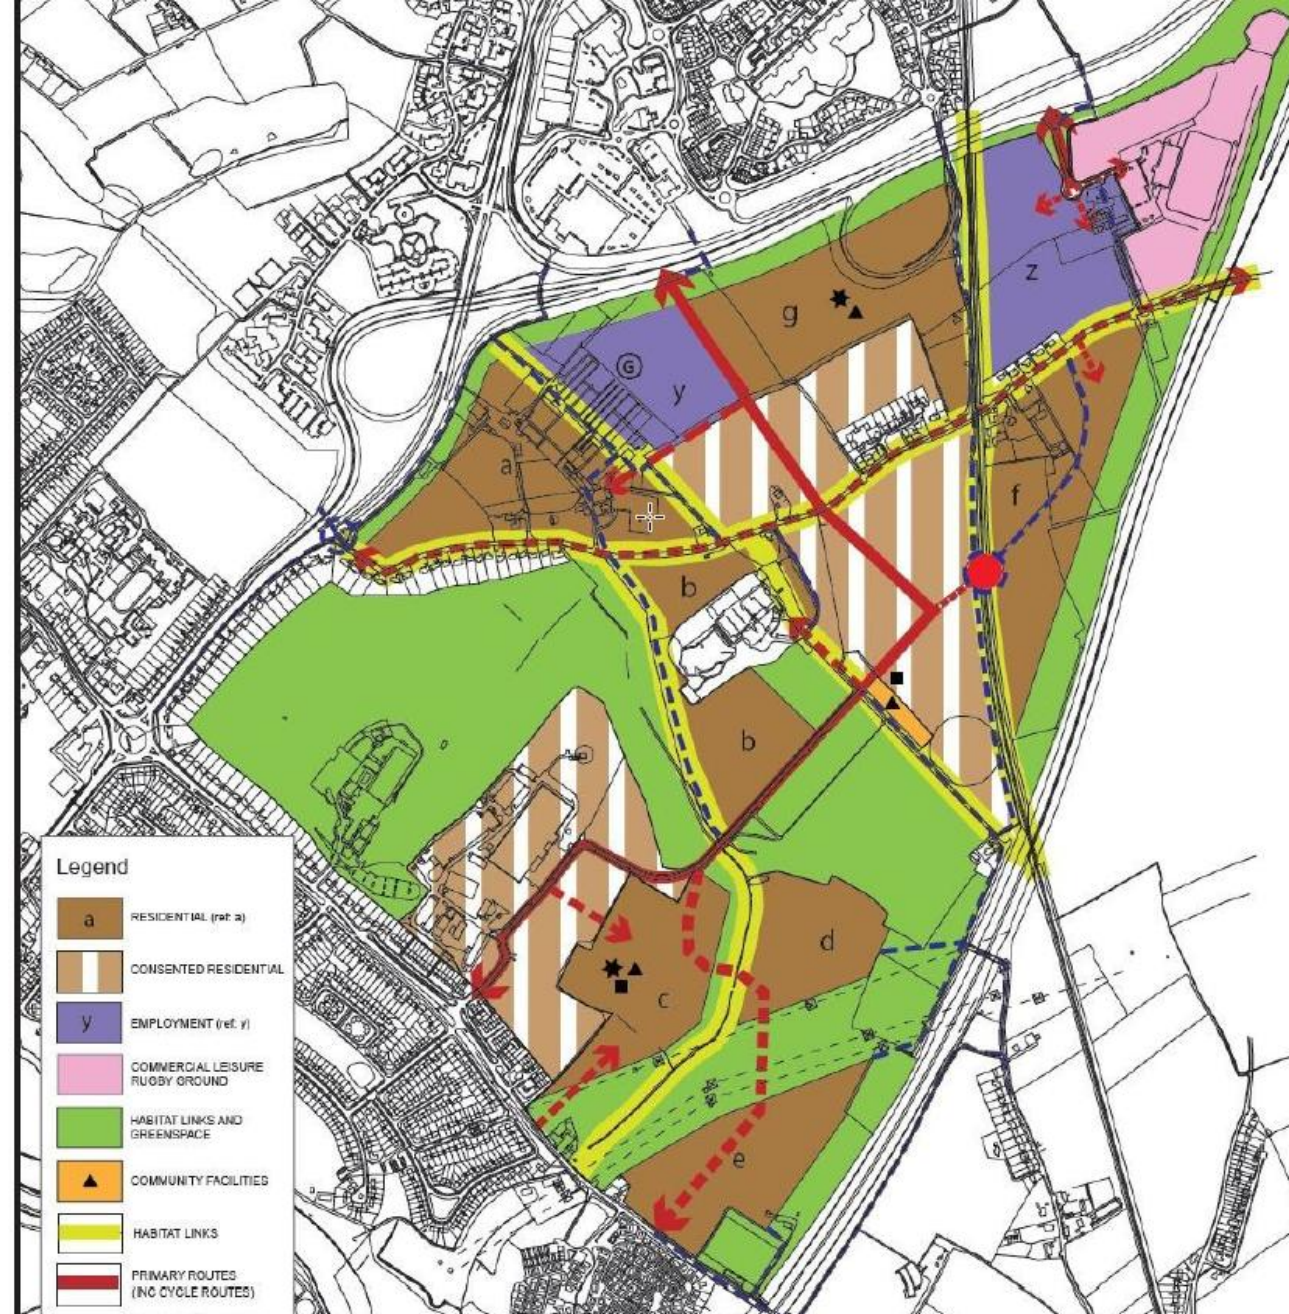 z
g
G
y
a
f
b
b
d
c
e
Legend
a RESIDENTIAL (ref: a)
CONSENTED RESIDENTIAL
y EMPLOYMENT (ref: y)
COMMERCIAL LEISURE
RUGBY GROUND
HABITAT LINKS AND
GREENSPACE
COMMUNITY FACILITIES
HABITAT LINKS
PRIMARY ROUTES
(INC CYCLE ROUTES)